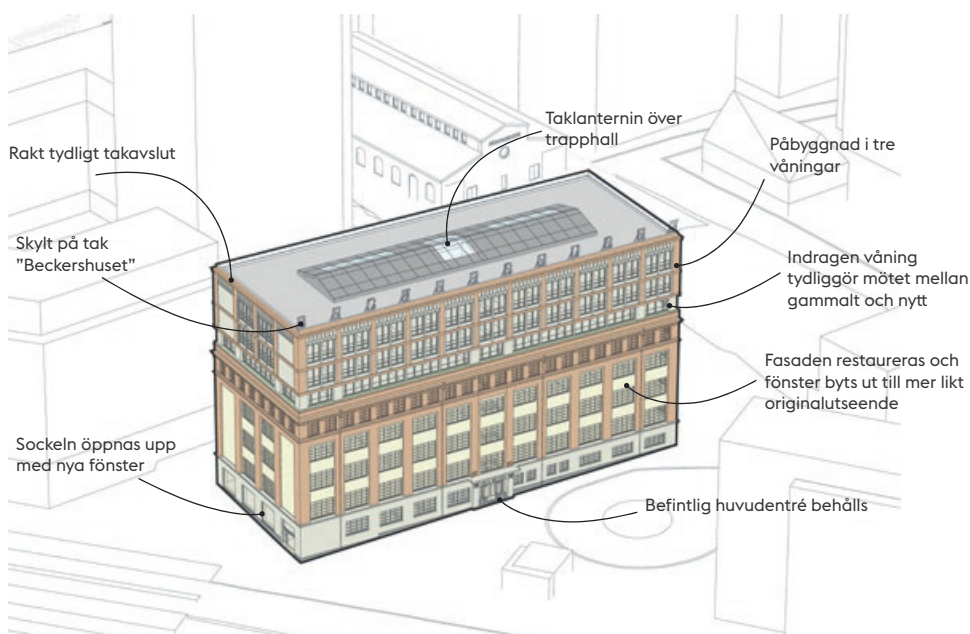 Taklanternin över
trapphall
Påbyggnad i tre
våningar
Rakt tydligt takavslut
Skylt på tak
"Beckershuset"
Indragen våning
tydliggör mötet mellan
gammalt och nytt
Fasaden restaureras och
fönster byts ut till mer likt
originalutseende
Sockeln öppnas upp
med nya fönster
Befintlig huvudentré behålls